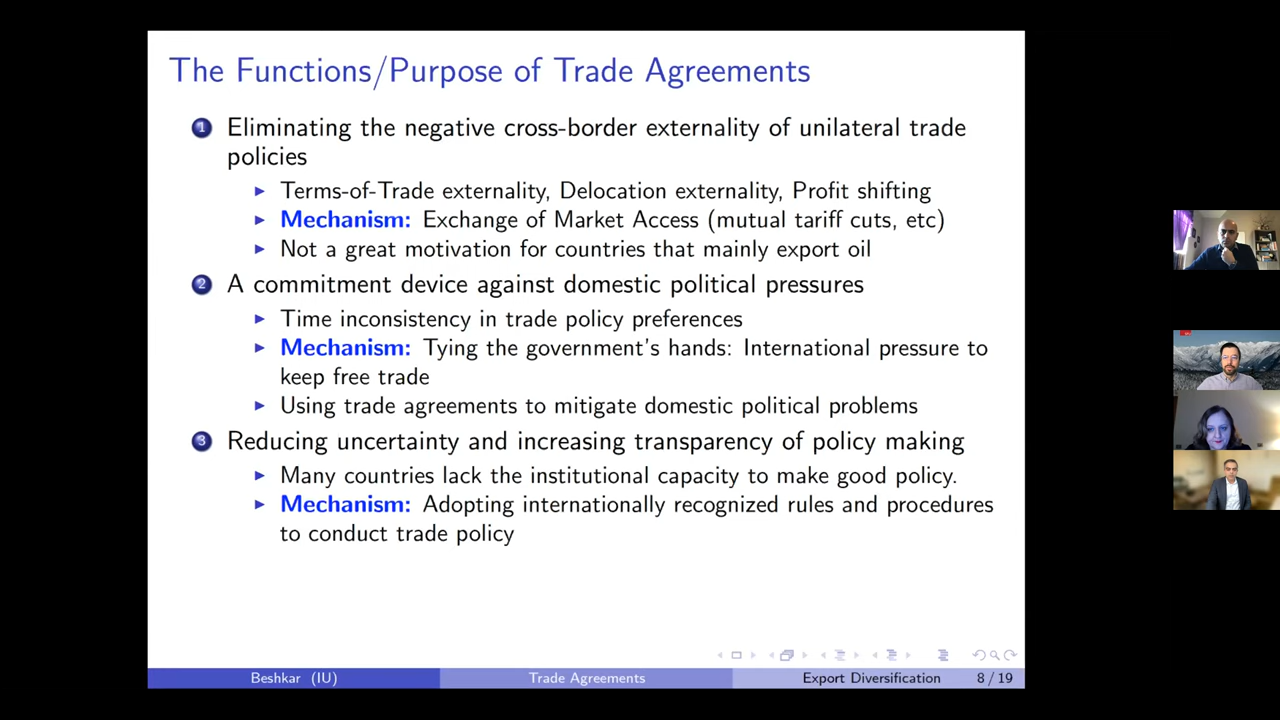 The Functions/Purpose of Trade Agreements
1 Eliminating the negative cross-border externality of unilateral trade
policies
▶ Terms-of-Trade externality, Delocation externality, Profit shifting
▶ Mechanism: Exchange of Market Access (mutual tariff cuts, etc)
▶ Not a great motivation for countries that mainly export oil
2 A commitment device against domestic political pressures
▶ Time inconsistency in trade policy preferences
▶ Mechanism: Tying the government's hands: International pressure to
keep free trade
▶ Using trade agreements to mitigate domestic political problems
3 Reducing uncertainty and increasing transparency of policy making
▶ Many countries lack the institutional capacity to make good policy.
▶ Mechanism: Adopting internationally recognized rules and procedures
to conduct trade policy
Beshkar (IU) Trade Agreements Export Diversification 8 / 19